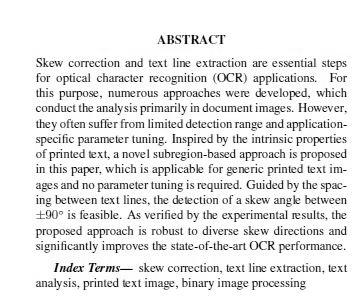 ABSTRACT
Skew correction and text line extraction are essential steps
for optical character recognition (OCR) applications. For
this purpose, numerous approaches were developed, which
conduct the analysis primarily in document images. However,
they often suffer from limited detection range and application-
specific parameter tuning. Inspired by the intrinsic properties
of printed text, a novel subregion-based approach is proposed
in this paper, which is applicable for generic printed text im-
ages and no parameter tuning is required. Guided by the spac-
ing between text lines, the detection of a skew angle between
±90° is feasible. As verified by the experimental results, the
proposed approach is robust to diverse skew directions and
significantly improves the state-of-the-art OCR performance.
Index Terms— skew correction, text line extraction, text
analysis, printed text image, binary image processing